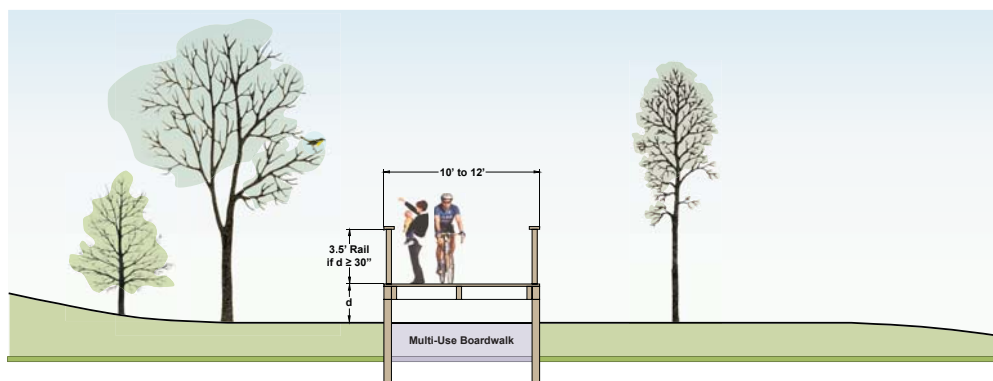 10’ to 12’
3.5’ Rail
if d ≥ 30”
d
Multi-Use Boardwalk